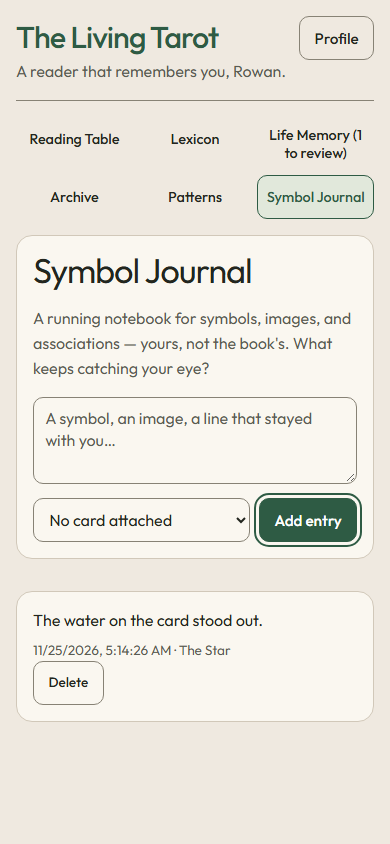 The Living Tarot
Profile
A reader that remembers you, Rowan.
Reading Table
Lexicon
Life Memory (1
to review)
Archive
Patterns
Symbol Journal
Symbol Journal
A running notebook for symbols, images, and
associations — yours, not the book's. What
keeps catching your eye?
A symbol, an image, a line that stayed
with you…
No card attached
Add entry
The water on the card stood out.
11/25/2026, 5:14:26 AM · The Star
Delete